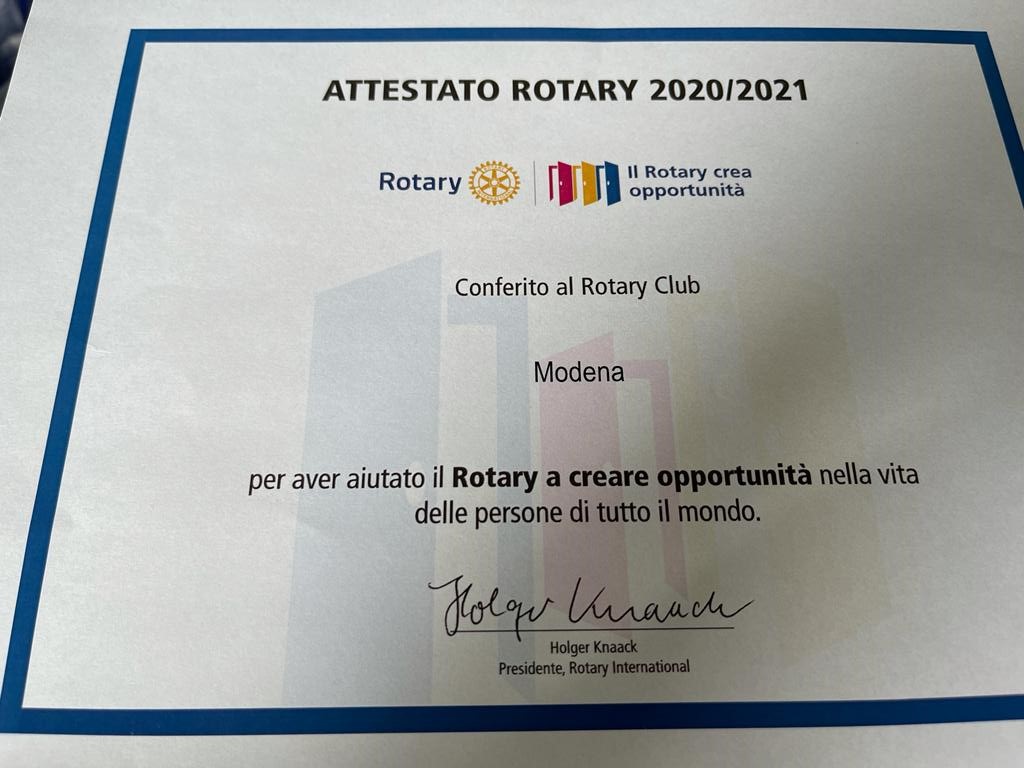 ATTESTATO ROTARY 2020/2021
Rotary
Il Rotary crea
opportunità
Conferito al Rotary Club
Modena
per aver aiutato il Rotary a creare opportunità nella vita
delle persone di tutto il mondo.
Holger Knaack
Holger Knaack
Presidente, Rotary International